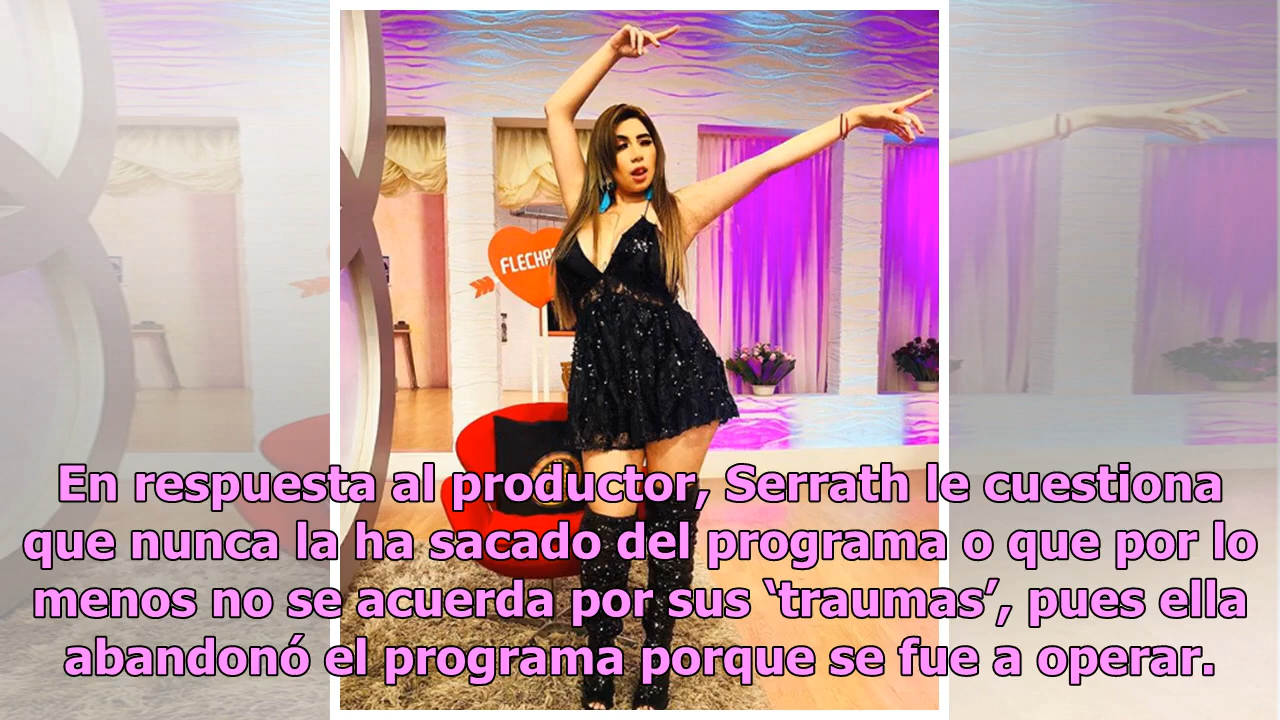 FLECHA
En respuesta al productor, Serrath le cuestiona
que nunca la ha sacado del programa o que por lo
menos no se acuerda por sus ‘traumas’, pues ella
abandonó el programa porque se fue a operar.